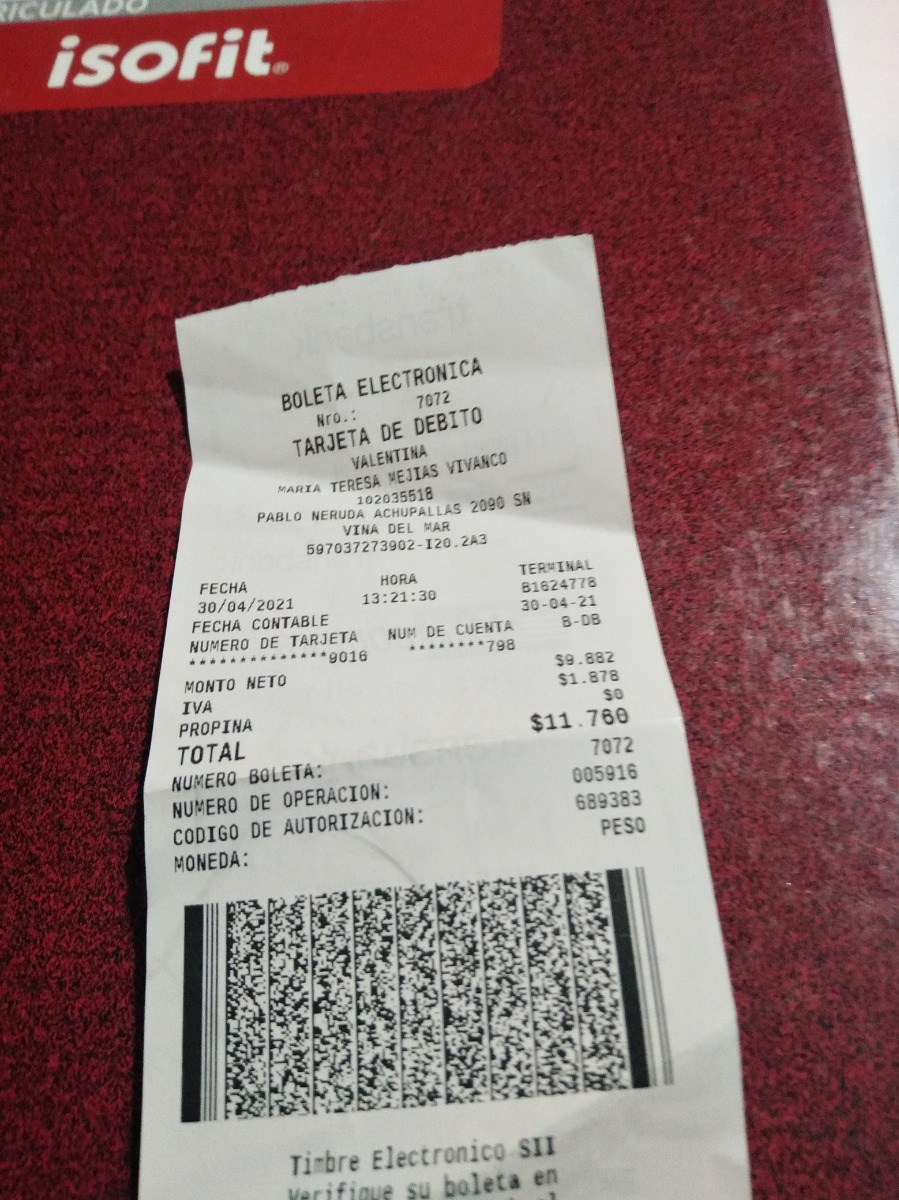 RICULADO
isofit®
transbank
BOLETA ELECTRONICA
Nro.: 7072
TARJETA DE DEBITO
VALENTINA
MARIA TERESA MEJIAS VIVANCO
102035518
PABLO NERUDA ACHUPALLAS 2090 SN
VINA DEL MAR
597037273902-I20.2A3
FECHA HORA TERMINAL
30/04/2021 13:21:30 B1624778
FECHA CONTABLE 30-04-21
NUMERO DE TARJETA NUM DE CUENTA B-DB
**************9016 ********798
MONTO NETO $9.882
IVA $1.878
PROPINA $0
TOTAL $11.760
NUMERO BOLETA: 7072
NUMERO DE OPERACION: 005916
CODIGO DE AUTORIZACION: 689383
MONEDA: PESO
Timbre Electronico SII
Verifique su boleta en